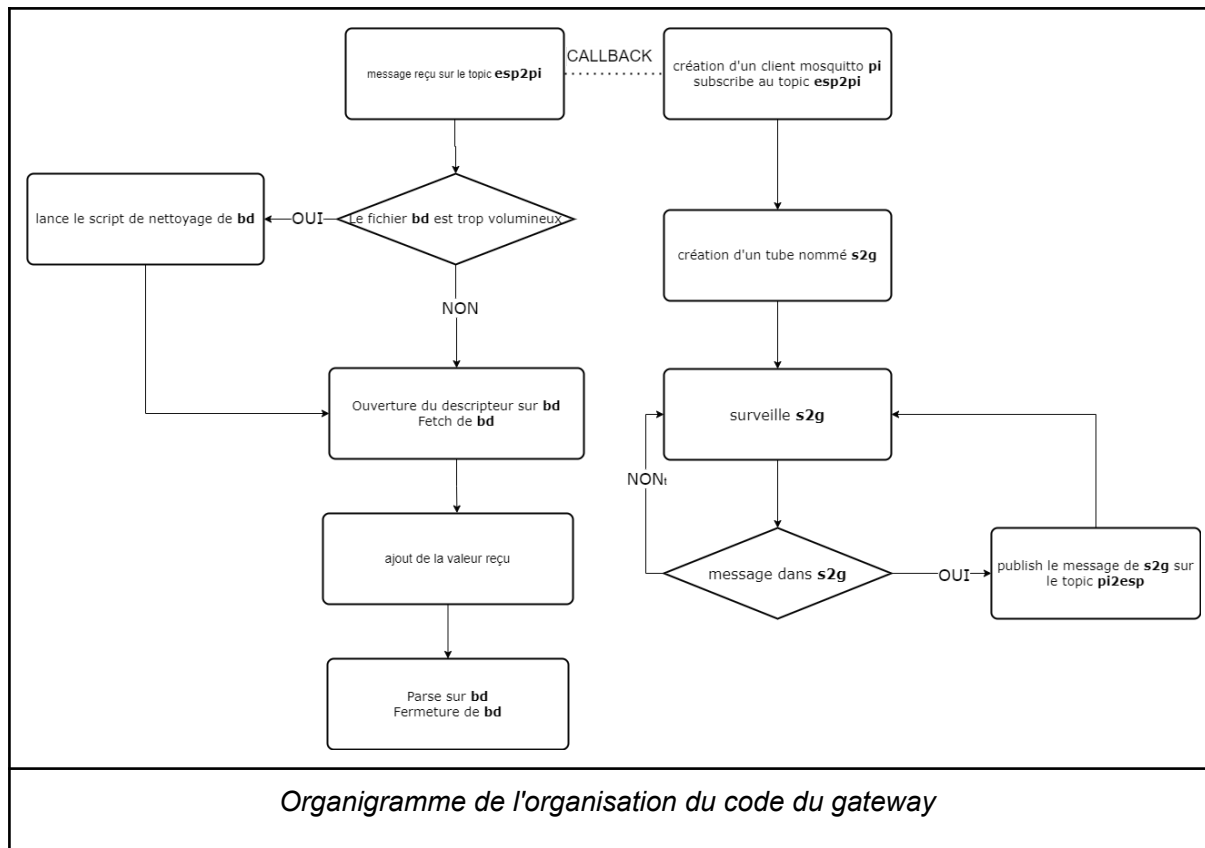 message reçu sur le topic esp2pi
CALLBACK
création d'un client mosquitto pi
subscribe au topic esp2pi
lance le script de nettoyage de bd
OUI
Le fichier bd est trop volumineux
création d'un tube nommé s2g
NON
Ouverture du descripteur sur bd
Fetch de bd
surveille s2g
NONt
ajout de la valeur reçu
message dans s2g
OUI
publish le message de s2g sur
le topic pi2esp
Parse sur bd
Fermeture de bd
Organigramme de l'organisation du code du gateway